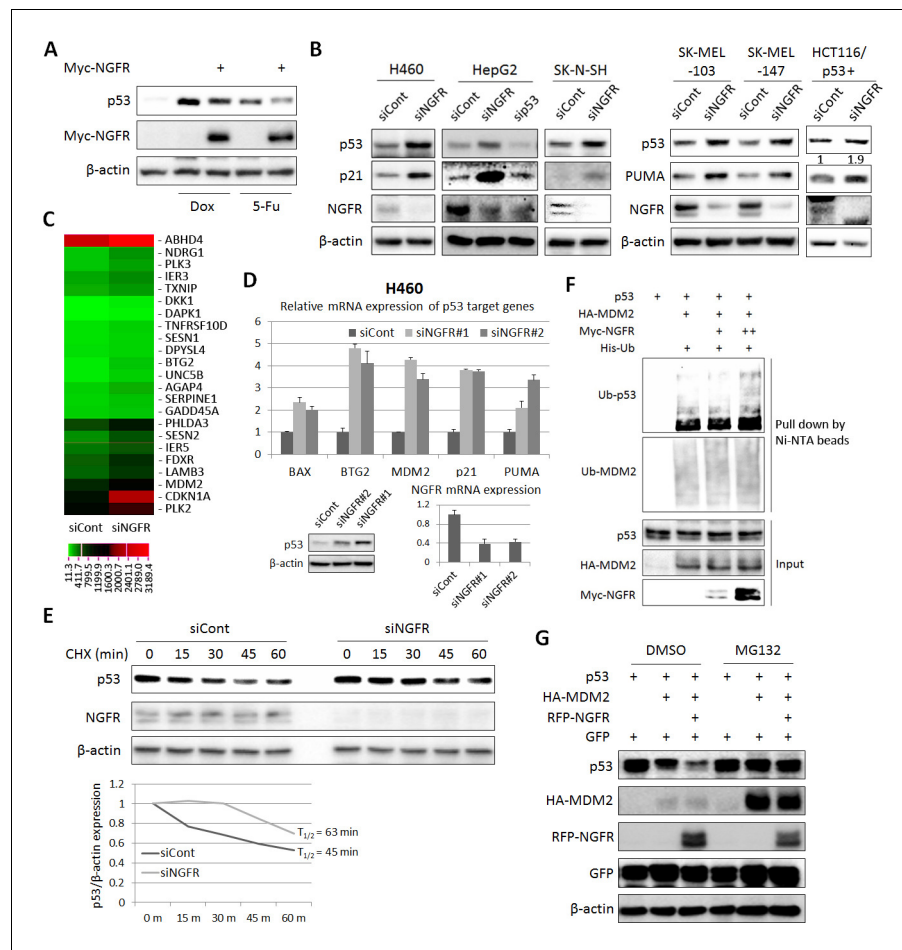 A
Myc-NGFR + +
p53
Myc-NGFR
β-actin
Dox 5-Fu
B
H460 HepG2 SK-N-SH
siCont siNGFR siCont siNGFR sip53 siCont siNGFR
p53
p21
NGFR
β-actin
SK-MEL
-103
SK-MEL
-147
HCT116/
p53+
siCont siNGFR siCont siNGFR siCont siNGFR
p53
1 1.9
PUMA
NGFR
β-actin
C
- ABHD4
- NDRG1
- PLK3
- IER3
- TXNIP
- DKK1
- DAPK1
- TNFRSF10D
- SESN1
- DPYSL4
- BTG2
- UNC5B
- AGAP4
- SERPINE1
- GADD45A
- PHLDA3
- SESN2
- IER5
- FDXR
- LAMB3
- MDM2
- CDKN1A
- PLK2
siCont siNGFR
11.3 411.7 799.5 1199.9 1600.3 2000.7 2401.1 2789.0 3189.4
D
H460
Relative mRNA expression of p53 target genes
siCont siNGFR#1 siNGFR#2
6
5
4
3
2
1
0
BAX BTG2 MDM2 p21 PUMA
siCont siNGFR#2 siNGFR#1
p53
β-actin
NGFR mRNA expression
1.2
0.8
0.4
0
siCont siNGFR#1 siNGFR#2
E
siCont siNGFR
CHX (min) 0 15 30 45 60 0 15 30 45 60
p53
NGFR
β-actin
p53/β-actin expression
1.2
1
0.8
0.6
0.4
0.2
0
T1/2 = 63 min
T1/2 = 45 min
siCont
siNGFR
0 m 15 m 30 m 45 m 60 m
F
p53 + + + +
HA-MDM2 + + +
Myc-NGFR + ++
His-Ub + + +
Ub-p53
Ub-MDM2
Pull down by
Ni-NTA beads
p53
HA-MDM2
Myc-NGFR
Input
G
DMSO MG132
p53 + + + + + +
HA-MDM2 + + + +
RFP-NGFR + +
GFP + + + + + +
p53
HA-MDM2
RFP-NGFR
GFP
β-actin